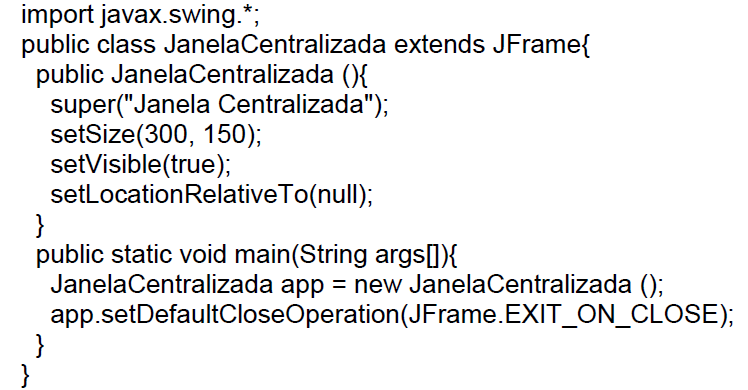 import javax.swing.*;
public class JanelaCentralizada extends JFrame{
public JanelaCentralizada (){
super("Janela Centralizada");
setSize(300, 150);
setVisible(true);
setLocationRelativeTo(null);
}
public static void main(String args[]){
JanelaCentralizada app = new JanelaCentralizada ();
app.setDefaultCloseOperation(JFrame.EXIT_ON_CLOSE);
}
}